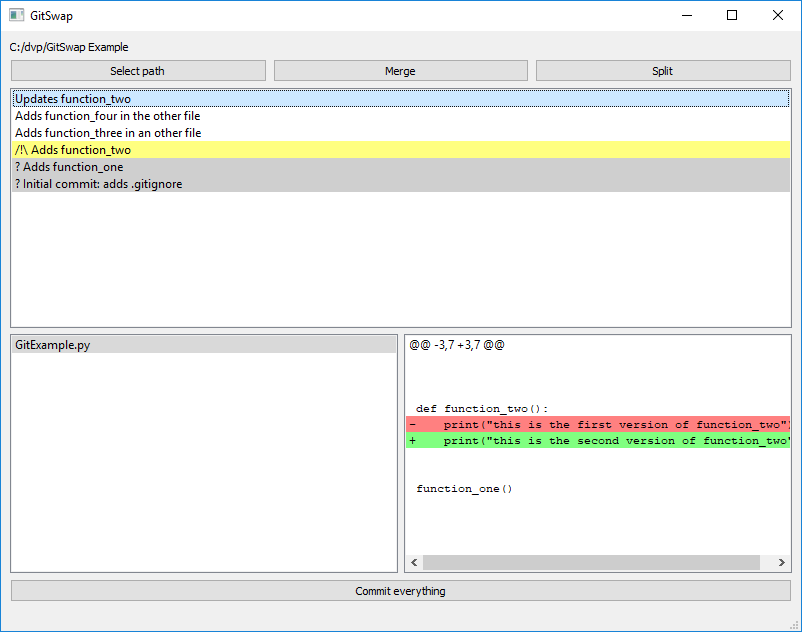 GitSwap
C:/dvp/GitSwap Example
Select path
Merge
Split
Updates function_two
Adds function_four in the other file
Adds function_three in an other file
/!\ Adds function_two
? Adds function_one
? Initial commit: adds .gitignore
GitExample.py
@@ -3,7 +3,7 @@
def function_two():
-    print("this is the first version of function_two")
+    print("this is the second version of function_two"
function_one()
Commit everything